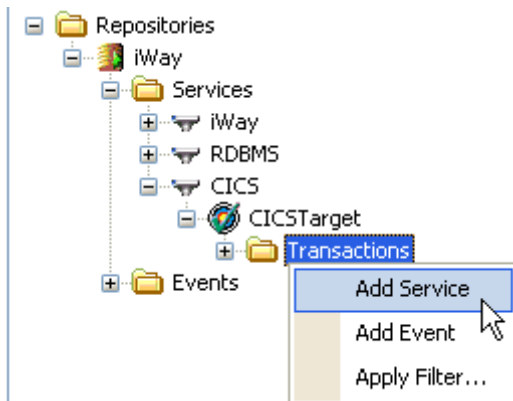 Repositories
iWay
Services
iWay
RDBMS
CICS
CICSTarget
Transactions
Events
Add Service
Add Event
Apply Filter...